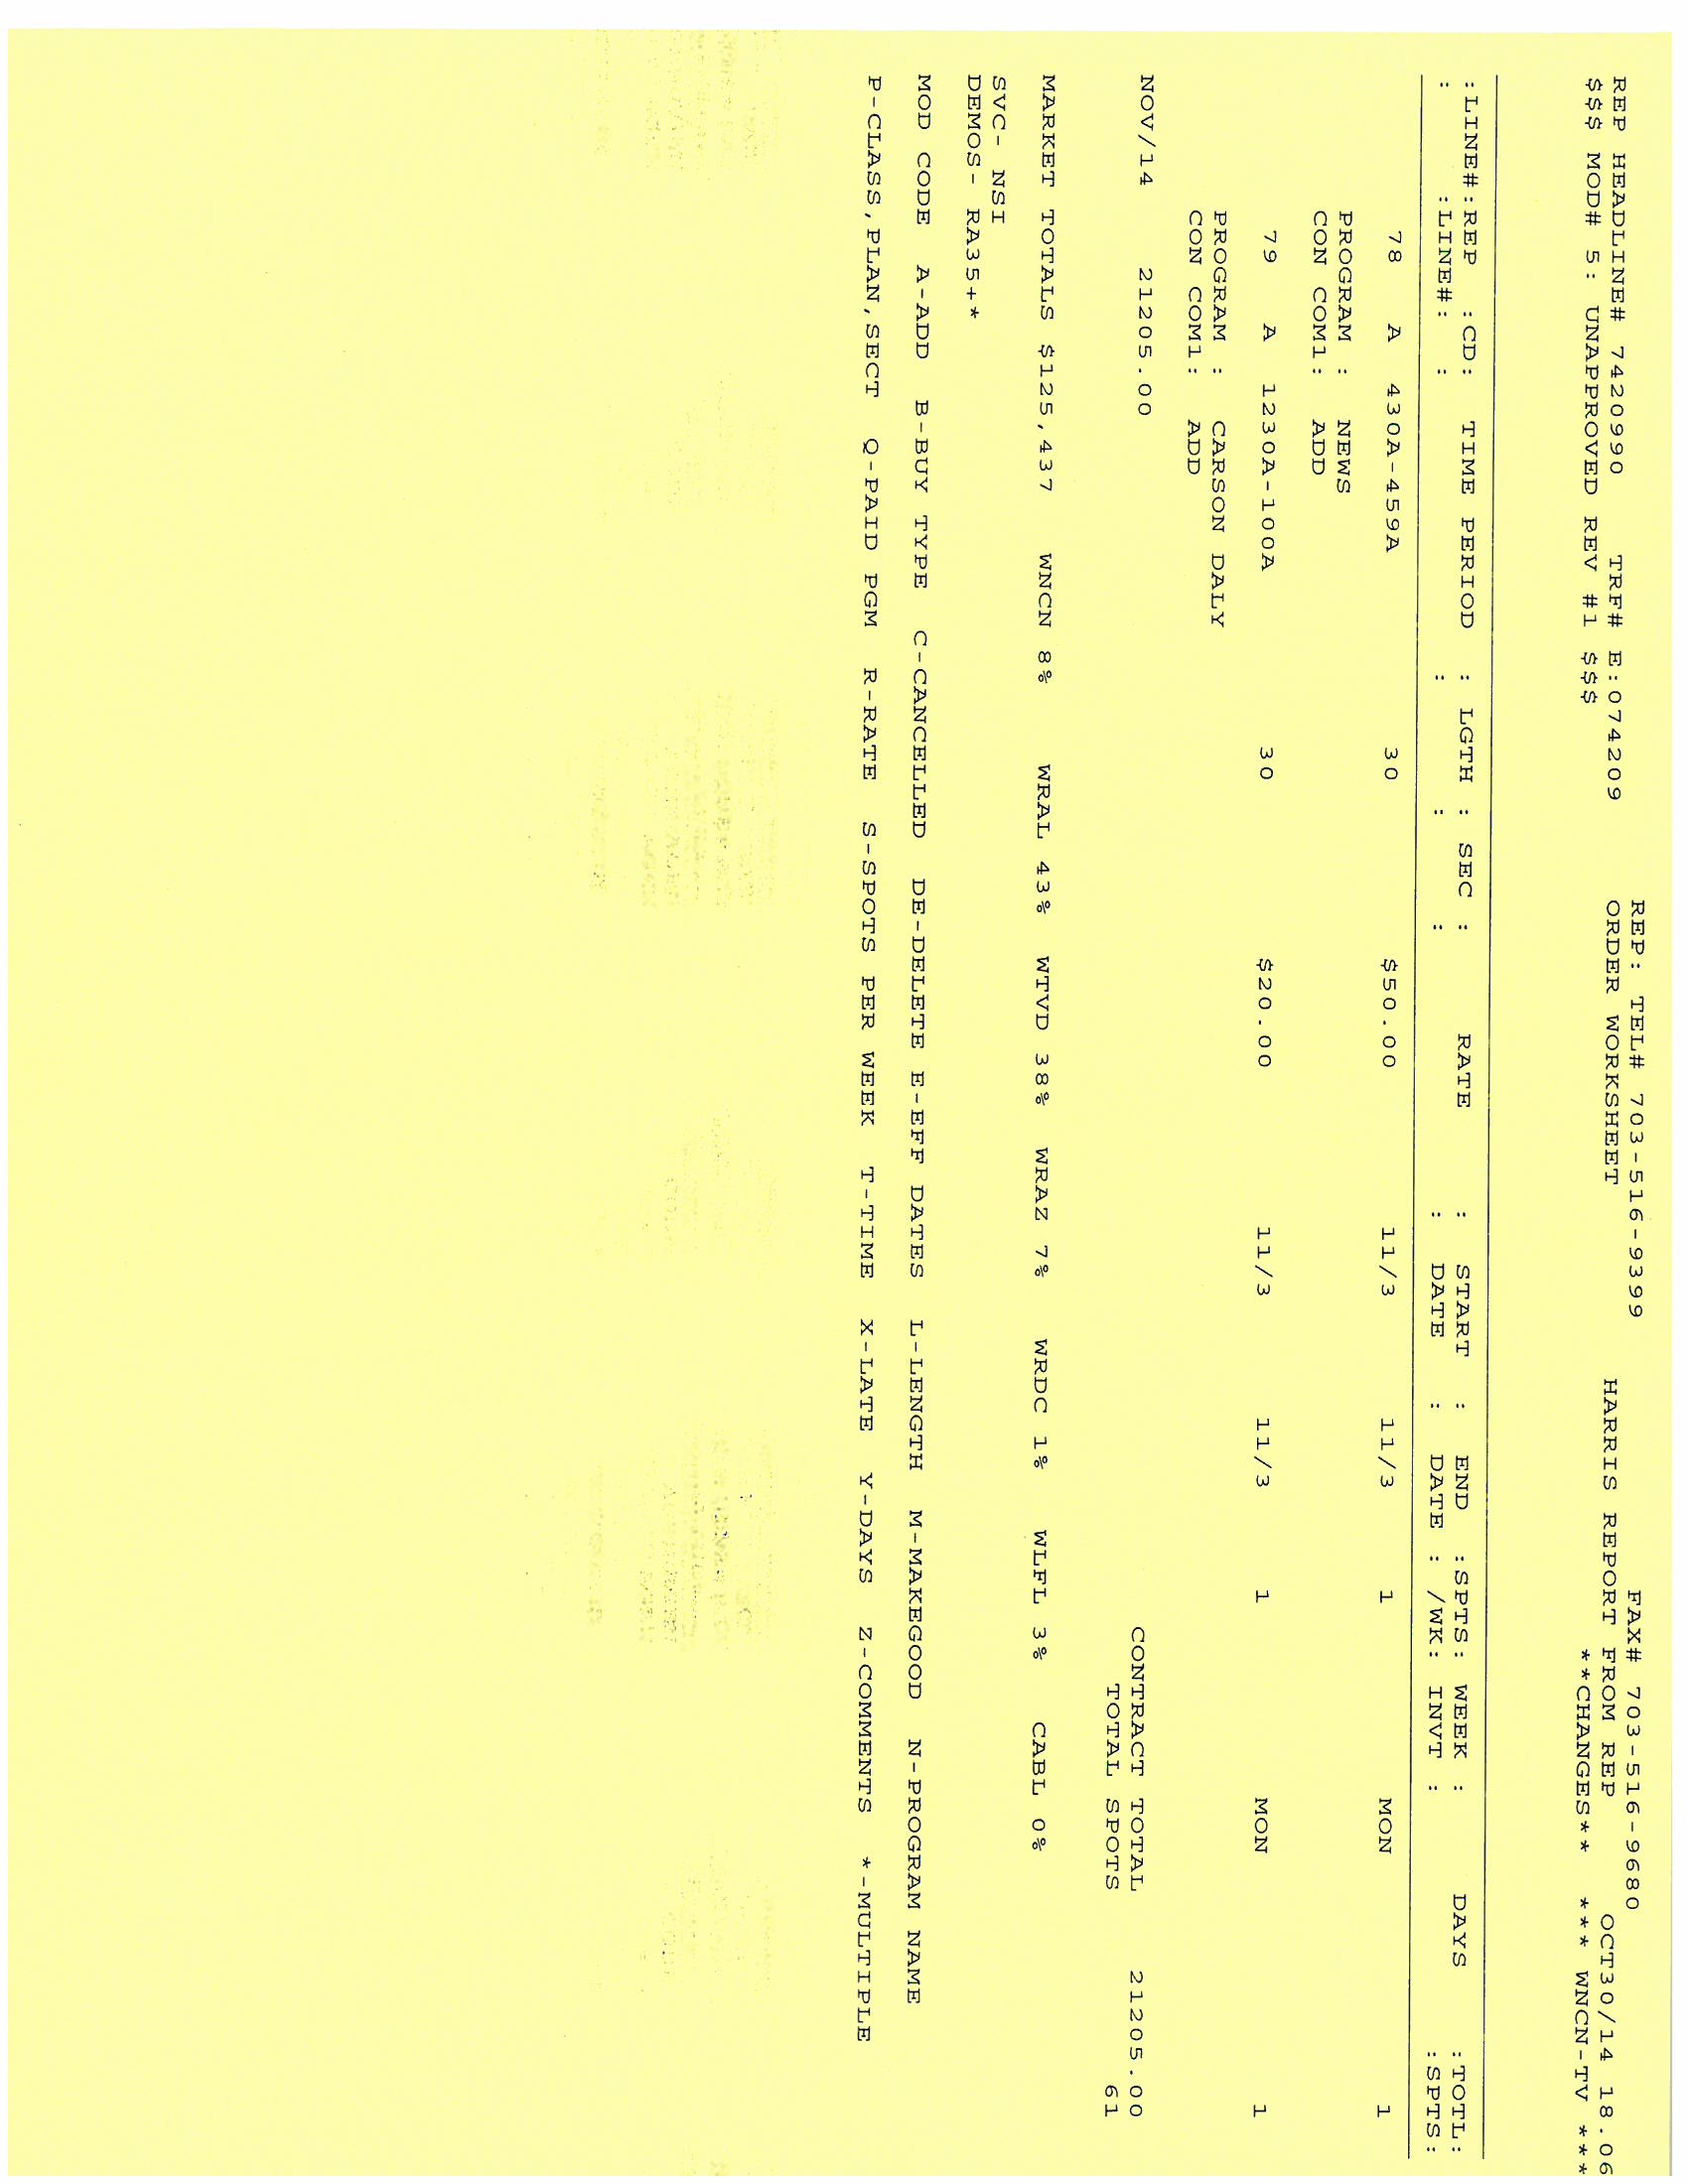 REP: TEL# 703-516-9399 FAX# 703-516-9680
REP HEADLINE# 7420990 TRF# E:074209 ORDER WORKSHEET HARRIS REPORT FROM REP OCT30/14 18.06
$$$ MOD# 5: UNAPPROVED REV #1 $$$ **CHANGES** *** WNCN-TV ***
:LINE#:REP :CD: TIME PERIOD : LGTH : SEC : RATE : START : END :SPTS: WEEK : DAYS :TOTL:
: :LINE#: : : : : DATE : DATE : /WK: INVT : :SPTS:
78 A 430A-459A 30 $50.00 11/3 11/3 1 MON 1
PROGRAM : NEWS
CON COM1: ADD
79 A 1230A-100A 30 $20.00 11/3 11/3 1 MON 1
PROGRAM : CARSON DALY
CON COM1: ADD
NOV/14 21205.00 CONTRACT TOTAL 21205.00
TOTAL SPOTS 61
MARKET TOTALS $125,437 WNCN 8% WRAL 43% WTVD 38% WRAZ 7% WRDC 1% WLFL 3% CABL 0%
SVC- NSI
DEMOS- RA35+*
MOD CODE A-ADD B-BUY TYPE C-CANCELLED DE-DELETE E-EFF DATES L-LENGTH M-MAKEGOOD N-PROGRAM NAME
P-CLASS,PLAN,SECT Q-PAID PGM R-RATE S-SPOTS PER WEEK T-TIME X-LATE Y-DAYS Z-COMMENTS *-MULTIPLE